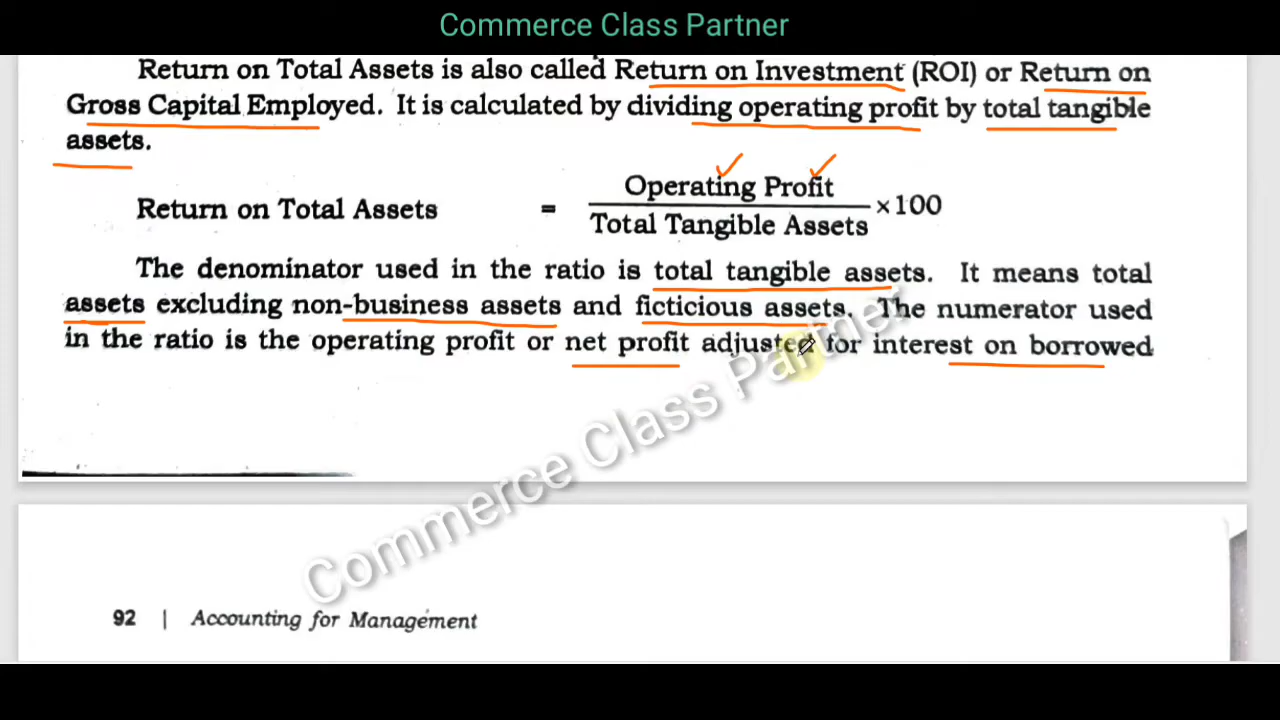 Commerce Class Partner
Return on Total Assets is also called Return on Investment (ROI) or Return on
Gross Capital Employed. It is calculated by dividing operating profit by total tangible
assets.
Return on Total Assets = Operating Profit / Total Tangible Assets ×100
The denominator used in the ratio is total tangible assets. It means total
assets excluding non-business assets and ficticious assets. The numerator used
in the ratio is the operating profit or net profit adjusted for interest on borrowed
Commerce Class Partner
92 | Accounting for Management